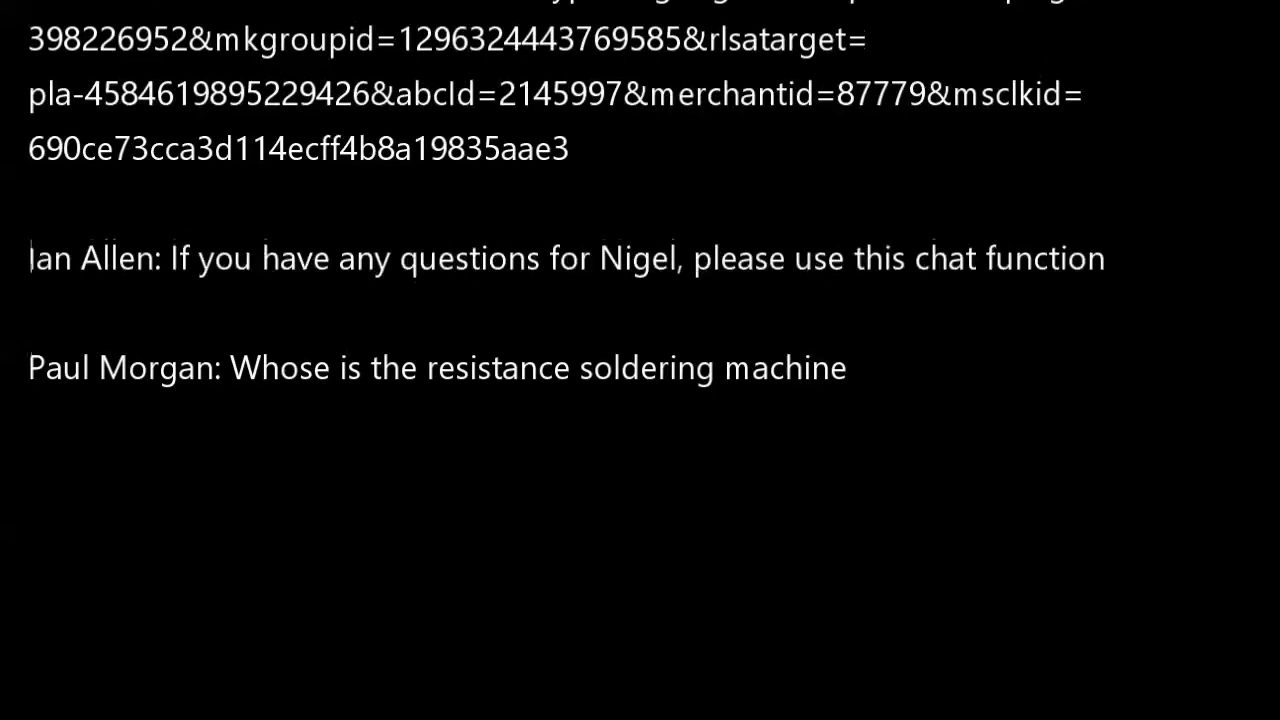 398226952&mkgroupid=1296324443769585&rlsatarget=
pla-4584619895229426&abcId=2145997&merchantid=87779&msclkid=
690ce73cca3d114ecff4b8a19835aae3
Ian Allen: If you have any questions for Nigel, please use this chat function
Paul Morgan: Whose is the resistance soldering machine